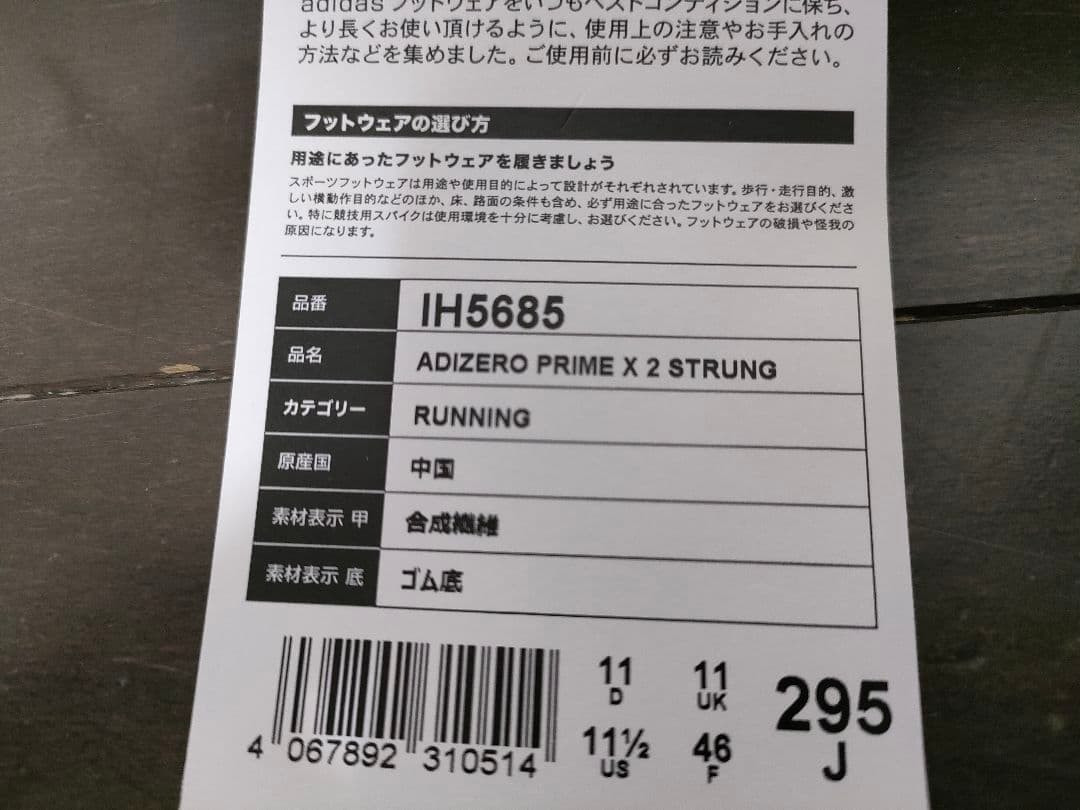 adidas フットウェアをいつもベストコンディションに保ち、
より長くお使い頂けるように、使用上の注意やお手入れの
方法などを集めました。ご使用前に必ずお読みください。
フットウェアの選び方
用途にあったフットウェアを履きましょう
スポーツフットウェアは用途や使用目的によって設計がそれぞれされています。歩行・走行目的、激
しい横動作目的などのほか、床、路面の条件も含め、必ず用途に合ったフットウェアをお選びくださ
い。特に競技用スパイクは使用環境を十分に考慮し、お選びください。フットウェアの破損や怪我の
原因になります。
品番 IH5685
品名 ADIZERO PRIME X 2 STRUNG
カテゴリー RUNNING
原産国 中国
素材表示 甲 合成繊維
素材表示 底 ゴム底
11 D 11 UK 295 J
11½ US 46 F
4 067892 310514